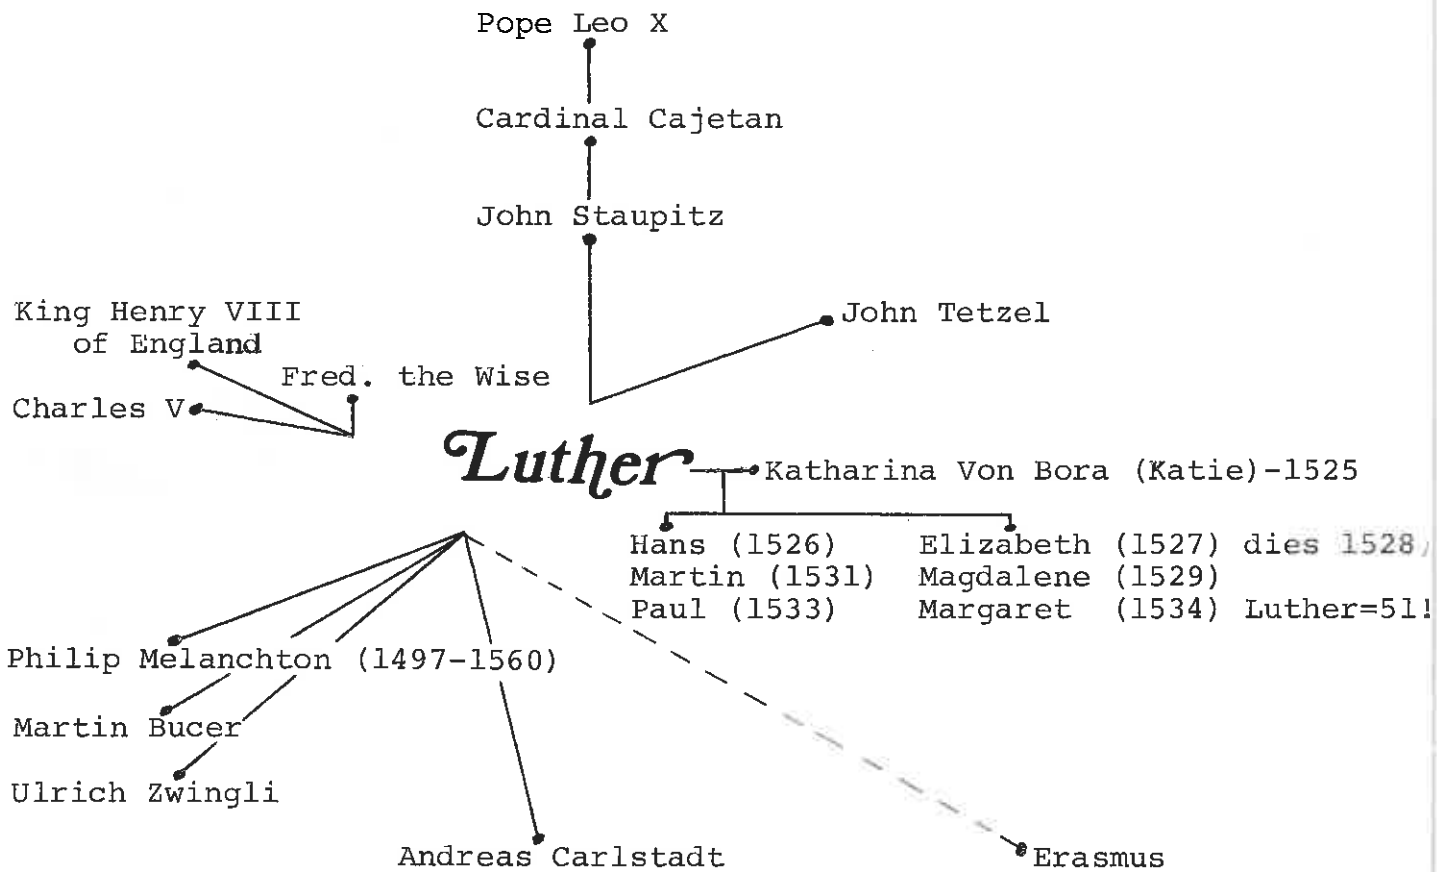 Pope Leo X
Cardinal Cajetan
John Staupitz
King Henry VIII
of England
John Tetzel
Fred. the Wise
Charles V
Luther
Katharina Von Bora (Katie)-1525
Hans (1526) Elizabeth (1527) dies 1528
Martin (1531) Magdalene (1529)
Paul (1533) Margaret (1534) Luther=51!
Philip Melanchton (1497-1560)
Martin Bucer
Ulrich Zwingli
Andreas Carlstadt
Erasmus